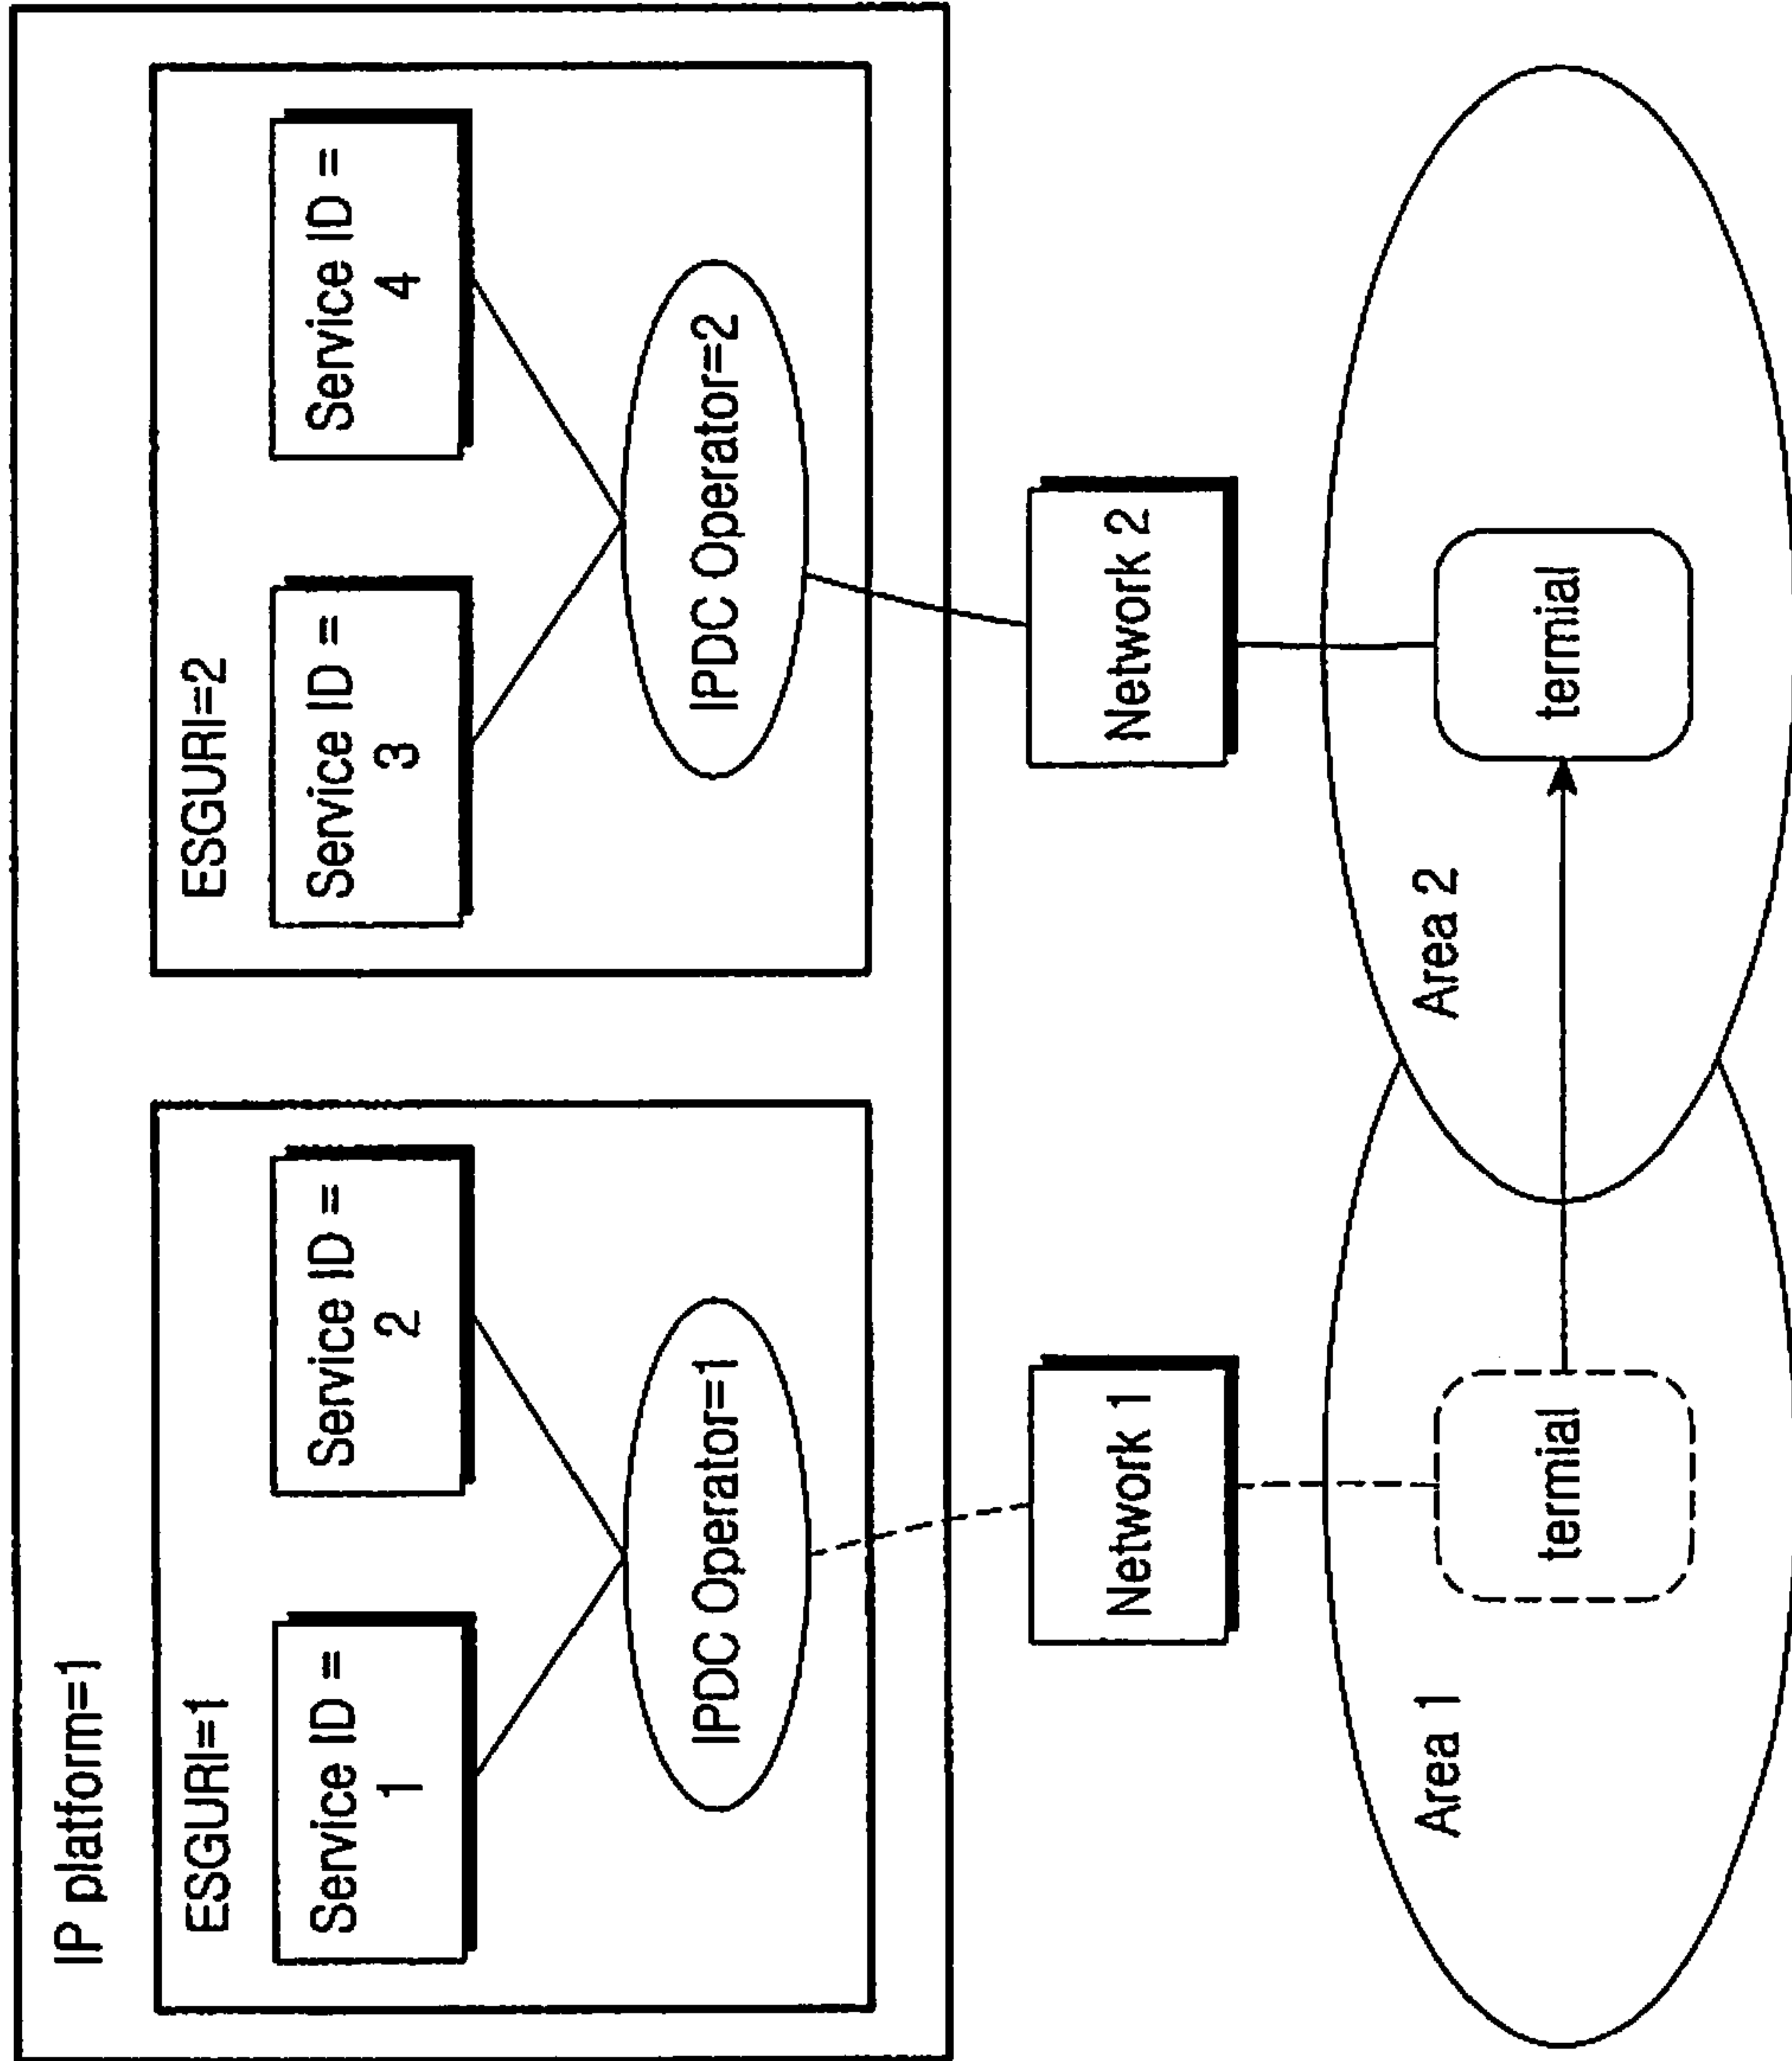 IP platform=1
ESGURI=1
Service ID =
1
Service ID =
2
IPDC Operator=1
ESGURI=2
Service ID =
3
Service ID =
4
IPDC Operator=2
Network 1
Network 2
Area 1
termial
Area 2
termial